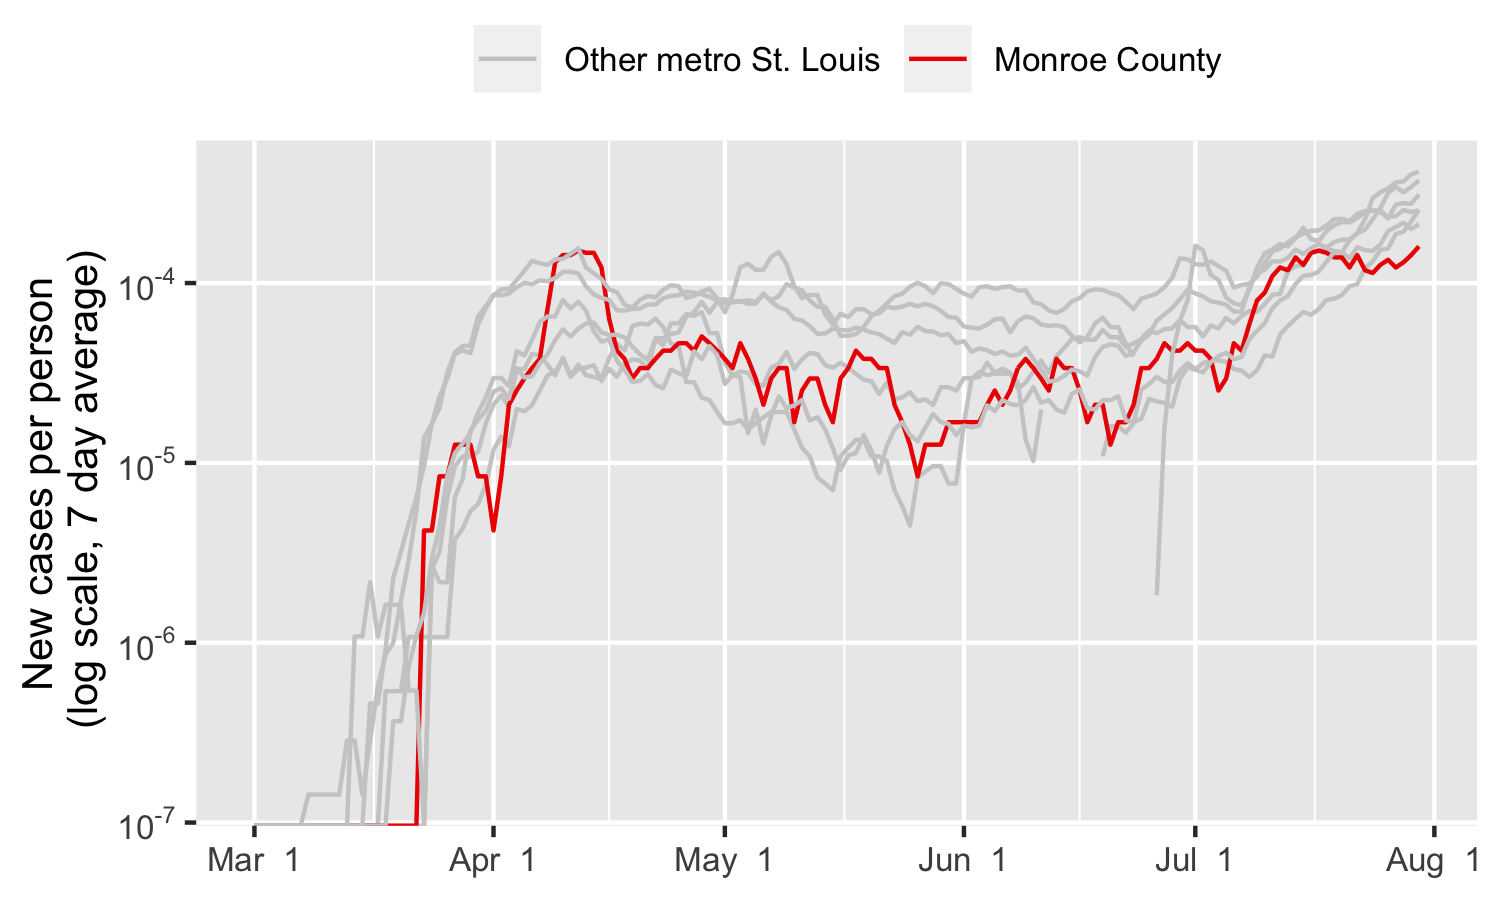 Other metro St. Louis Monroe County
New cases per person
(log scale, 7 day average)
10-4
10-5
10-6
10-7
Mar 1 Apr 1 May 1 Jun 1 Jul 1 Aug 1